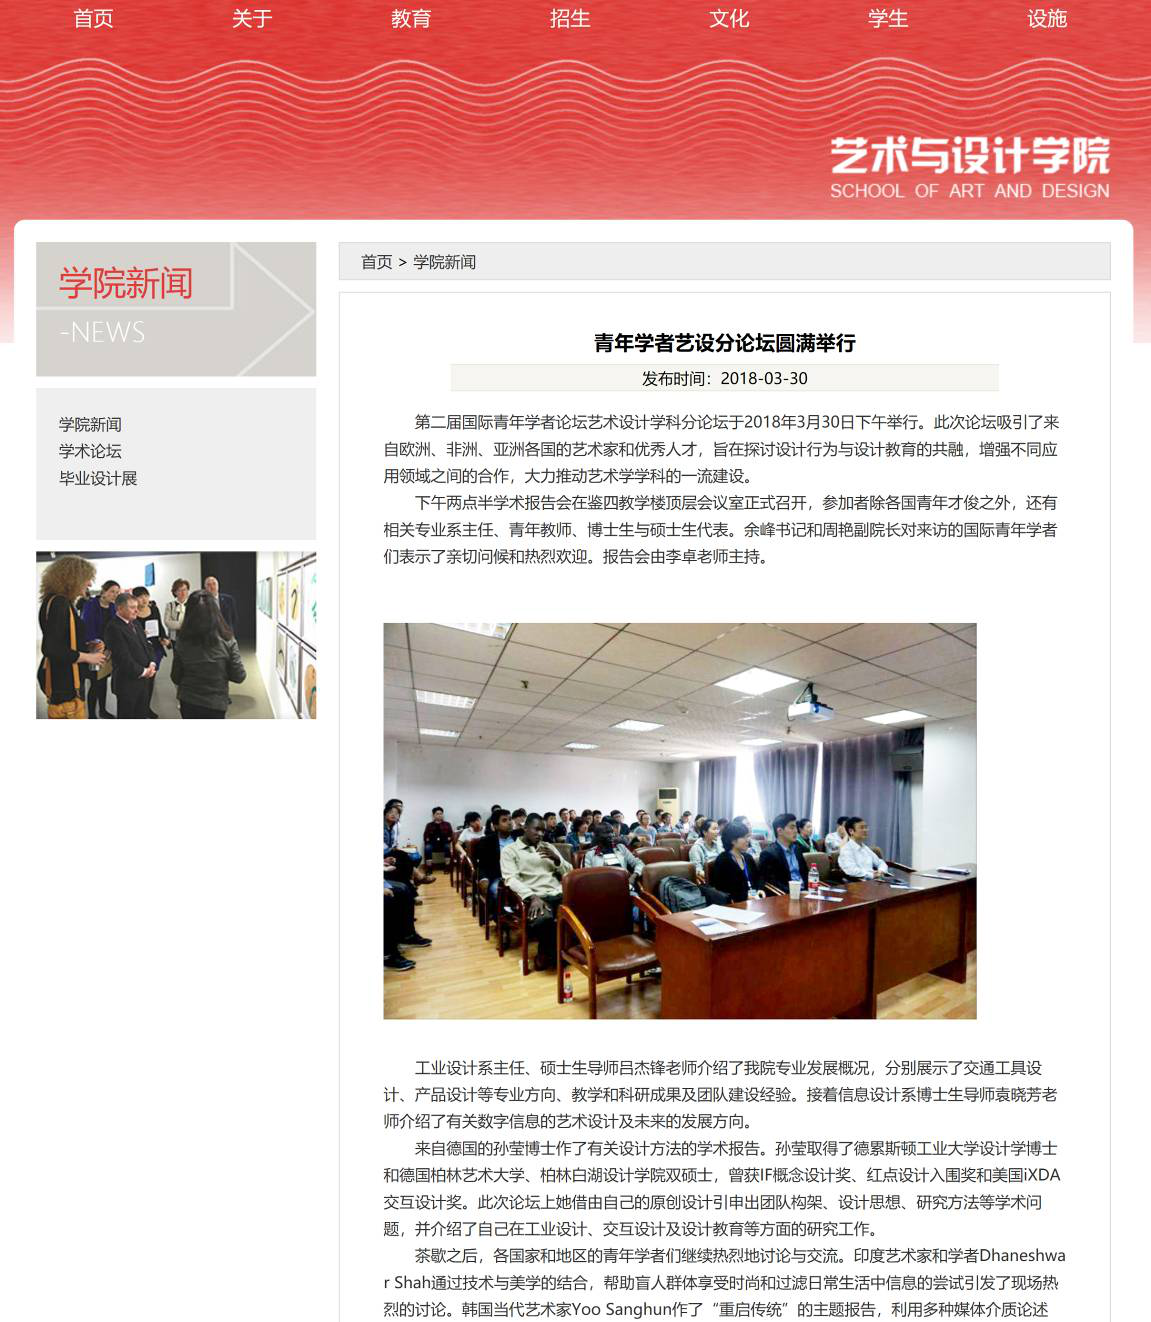 首页 关于 教育 招生 文化 学生 设施
艺术与设计学院
SCHOOL OF ART AND DESIGN
学院新闻
-NEWS
学院新闻
学术论坛
毕业设计展
首页 > 学院新闻
青年学者艺设分论坛圆满举行
发布时间：2018-03-30
第二届国际青年学者论坛艺术设计学科分论坛于2018年3月30日下午举行。此次论坛吸引了来
自欧洲、非洲、亚洲各国的艺术家和优秀人才，旨在探讨设计行为与设计教育的共融，增强不同应
用领域之间的合作，大力推动艺术学学科的一流建设。
下午两点半学术报告会在鉴四教学楼顶层会议室正式召开，参加者除各国青年才俊之外，还有
相关专业系主任、青年教师、博士生与硕士生代表。余峰书记和周艳副院长对来访的国际青年学者
们表示了亲切问候和热烈欢迎。报告会由李卓老师主持。
工业设计系主任、硕士生导师吕杰锋老师介绍了我院专业发展概况，分别展示了交通工具设
计、产品设计等专业方向、教学和科研成果及团队建设经验。接着信息设计系博士生导师袁晓芳老
师介绍了有关数字信息的艺术设计及未来的发展方向。
来自德国的孙莹博士作了有关设计方法的学术报告。孙莹取得了德累斯顿工业大学设计学博士
和德国柏林艺术大学、柏林白湖设计学院双硕士，曾获IF概念设计奖、红点设计入围奖和美国iXDA
交互设计奖。此次论坛上她借由自己的原创设计引申出团队构架、设计思想、研究方法等学术问
题，并介绍了自己在工业设计、交互设计及设计教育等方面的研究工作。
茶歇之后，各国家和地区的青年学者们继续热烈地讨论与交流。印度艺术家和学者Dhaneshwa
r Shah通过技术与美学的结合，帮助盲人群体享受时尚和过滤日常生活中信息的尝试引发了现场热
烈的讨论。韩国当代艺术家Yoo Sanghun作了“重启传统”的主题报告，利用多种媒体介质论述